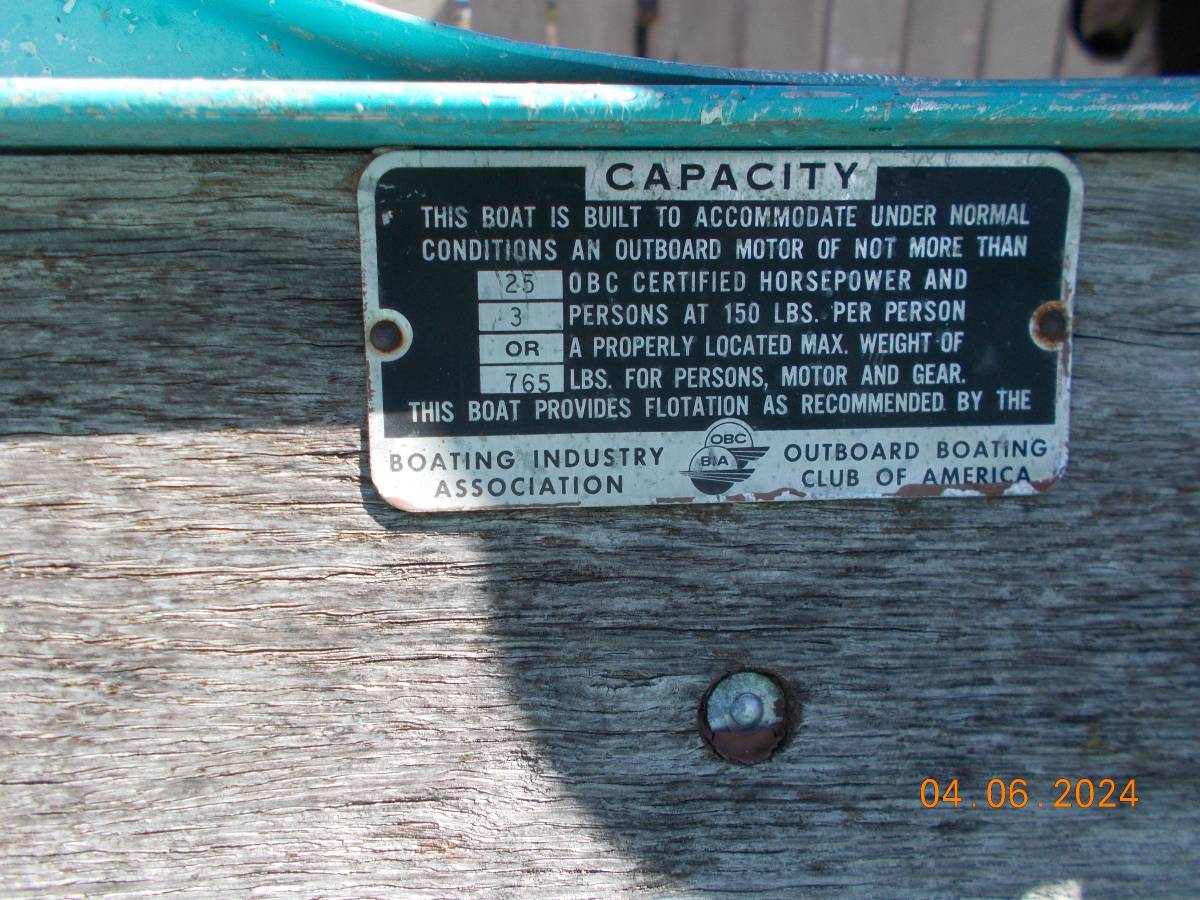 CAPACITY
THIS BOAT IS BUILT TO ACCOMMODATE UNDER NORMAL
CONDITIONS AN OUTBOARD MOTOR OF NOT MORE THAN
25 OBC CERTIFIED HORSEPOWER AND
3 PERSONS AT 150 LBS. PER PERSON
OR A PROPERLY LOCATED MAX. WEIGHT OF
765 LBS. FOR PERSONS, MOTOR AND GEAR.
THIS BOAT PROVIDES FLOTATION AS RECOMMENDED BY THE
BOATING INDUSTRY
ASSOCIATION
OBC
BIA
OUTBOARD BOATING
CLUB OF AMERICA
04.06.2024